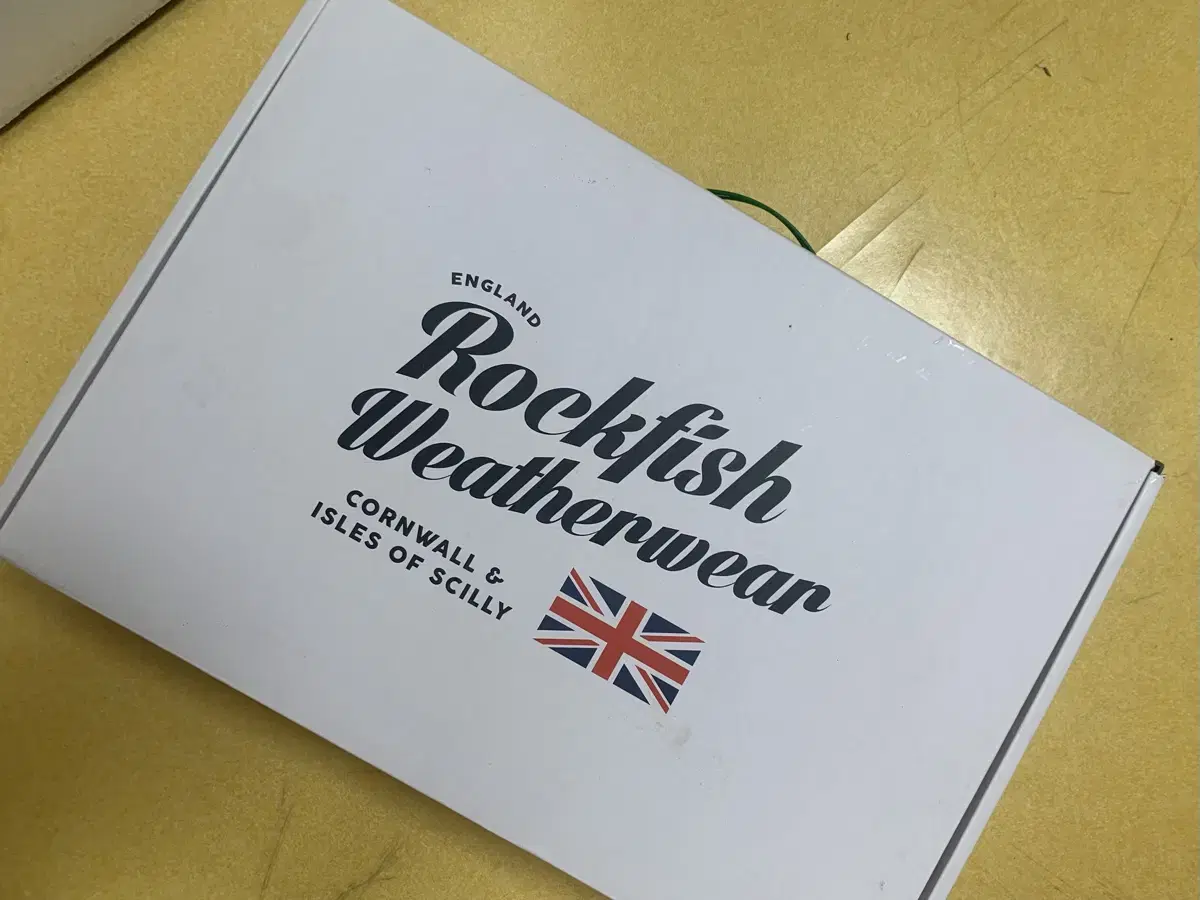 ENGLAND
Rockfish
Weatherwear
CORNWALL &
ISLES OF SCILLY